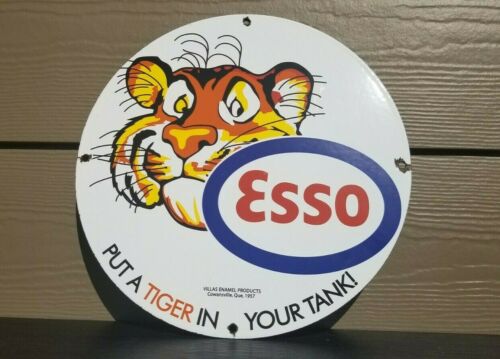 Esso
VILLAS ENAMEL PRODUCTS
Cowansville, Que, 1957
PUT A TIGER IN YOUR TANK!